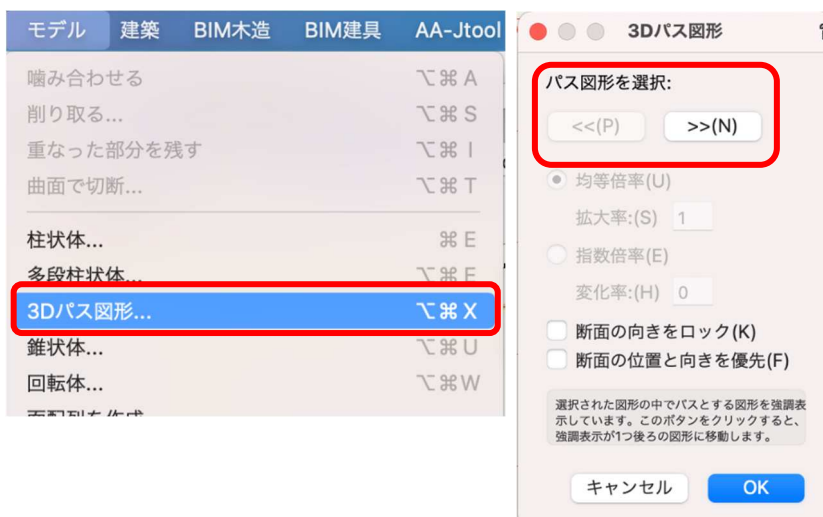 モデル 建築 BIM木造 BIM建具 AA-Jtool
噛み合わせる ⌥⌘A
削り取る... ⌥⌘S
重なった部分を残す ⌥⌘I
曲面で切断... ⌥⌘T
柱状体... ⌘E
多段柱状体... ⌥⌘E
3Dパス図形... ⌥⌘X
錐状体... ⌥⌘U
回転体... ⌥⌘W
3Dパス図形
パス図形を選択:
<<(P) >>(N)
均等倍率(U)
拡大率:(S) 1
指数倍率(E)
変化率:(H) 0
断面の向きをロック(K)
断面の位置と向きを優先(F)
選択された図形の中でパスとする図形を強調表
示しています。このボタンをクリックすると、
強調表示が1つ後ろの図形に移動します。
キャンセル OK